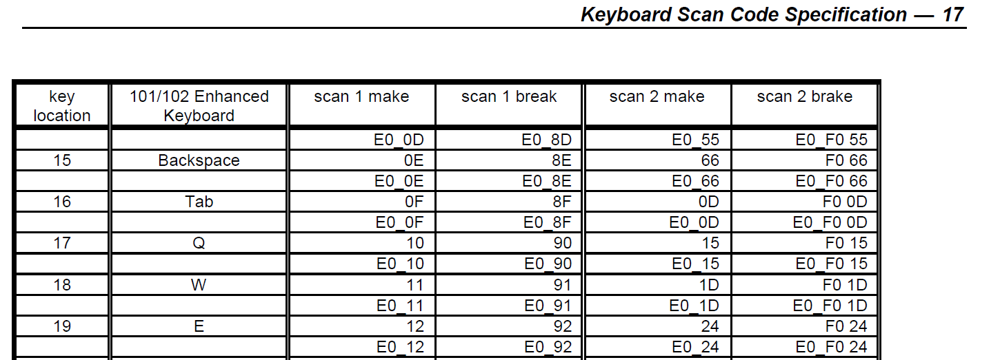 Keyboard Scan Code Specification — 17
key location 101/102 Enhanced Keyboard scan 1 make scan 1 break scan 2 make scan 2 brake
E0_0D E0_8D E0_55 E0_F0 55
15 Backspace 0E 8E 66 F0 66
E0_0E E0_8E E0_66 E0_F0 66
16 Tab 0F 8F 0D F0 0D
E0_0F E0_8F E0_0D E0_F0 0D
17 Q 10 90 15 F0 15
E0_10 E0_90 E0_15 E0_F0 15
18 W 11 91 1D F0 1D
E0_11 E0_91 E0_1D E0_F0 1D
19 E 12 92 24 F0 24
E0_12 E0_92 E0_24 E0_F0 24